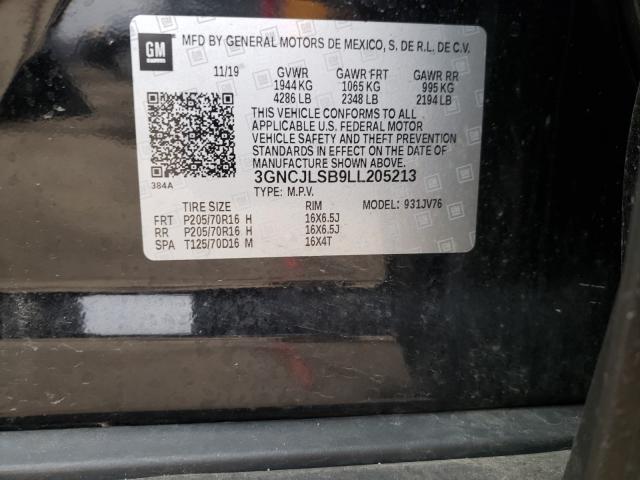 GM
MFD BY GENERAL MOTORS DE MEXICO, S. DE R.L. DE C.V.
11/19 GVWR GAWR FRT GAWR RR
1944 KG 1065 KG 995 KG
4286 LB 2348 LB 2194 LB
THIS VEHICLE CONFORMS TO ALL
APPLICABLE U.S. FEDERAL MOTOR
VEHICLE SAFETY AND THEFT PREVENTION
STANDARDS IN EFFECT ON THE DATE OF
MANUFACTURE SHOWN ABOVE.
384A 3GNCJLSB9LL205213
TYPE: M.P.V. MODEL: 931JV76
TIRE SIZE RIM
FRT P205/70R16 H 16X6.5J
RR P205/70R16 H 16X6.5J
SPA T125/70D16 M 16X4T